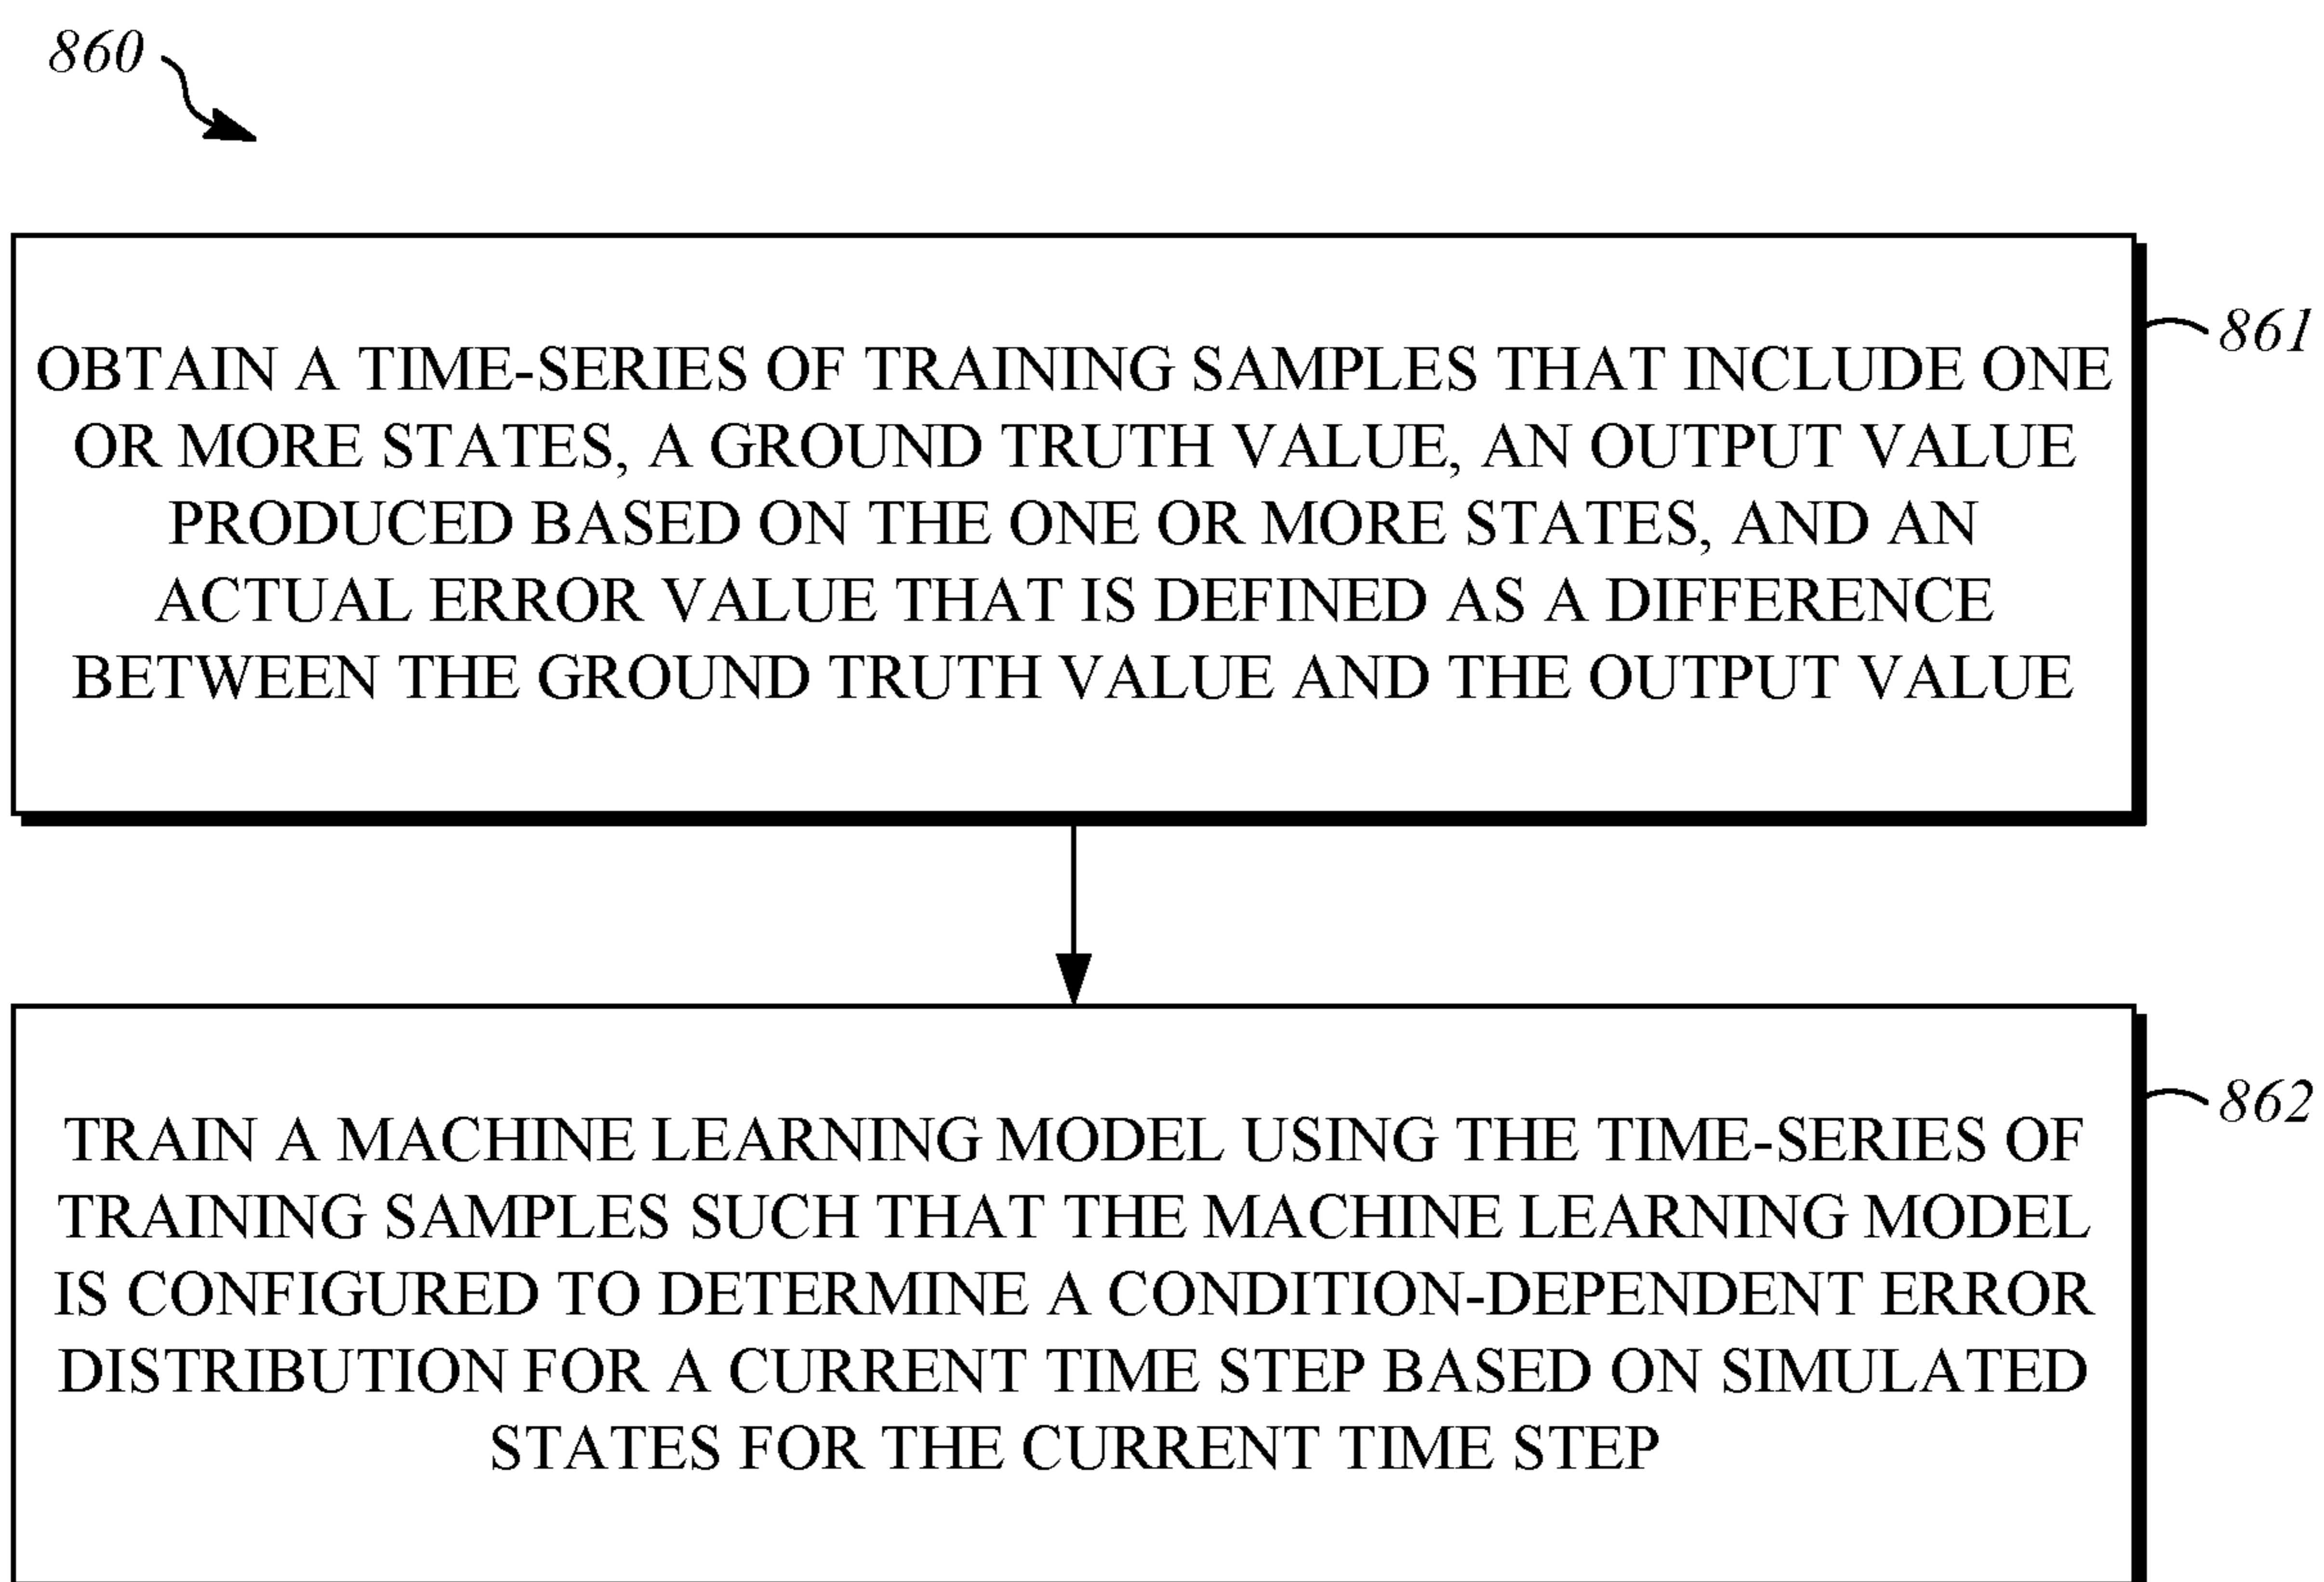 860
OBTAIN A TIME-SERIES OF TRAINING SAMPLES THAT INCLUDE ONE
OR MORE STATES, A GROUND TRUTH VALUE, AN OUTPUT VALUE
PRODUCED BASED ON THE ONE OR MORE STATES, AND AN
ACTUAL ERROR VALUE THAT IS DEFINED AS A DIFFERENCE
BETWEEN THE GROUND TRUTH VALUE AND THE OUTPUT VALUE
861
TRAIN A MACHINE LEARNING MODEL USING THE TIME-SERIES OF
TRAINING SAMPLES SUCH THAT THE MACHINE LEARNING MODEL
IS CONFIGURED TO DETERMINE A CONDITION-DEPENDENT ERROR
DISTRIBUTION FOR A CURRENT TIME STEP BASED ON SIMULATED
STATES FOR THE CURRENT TIME STEP
862